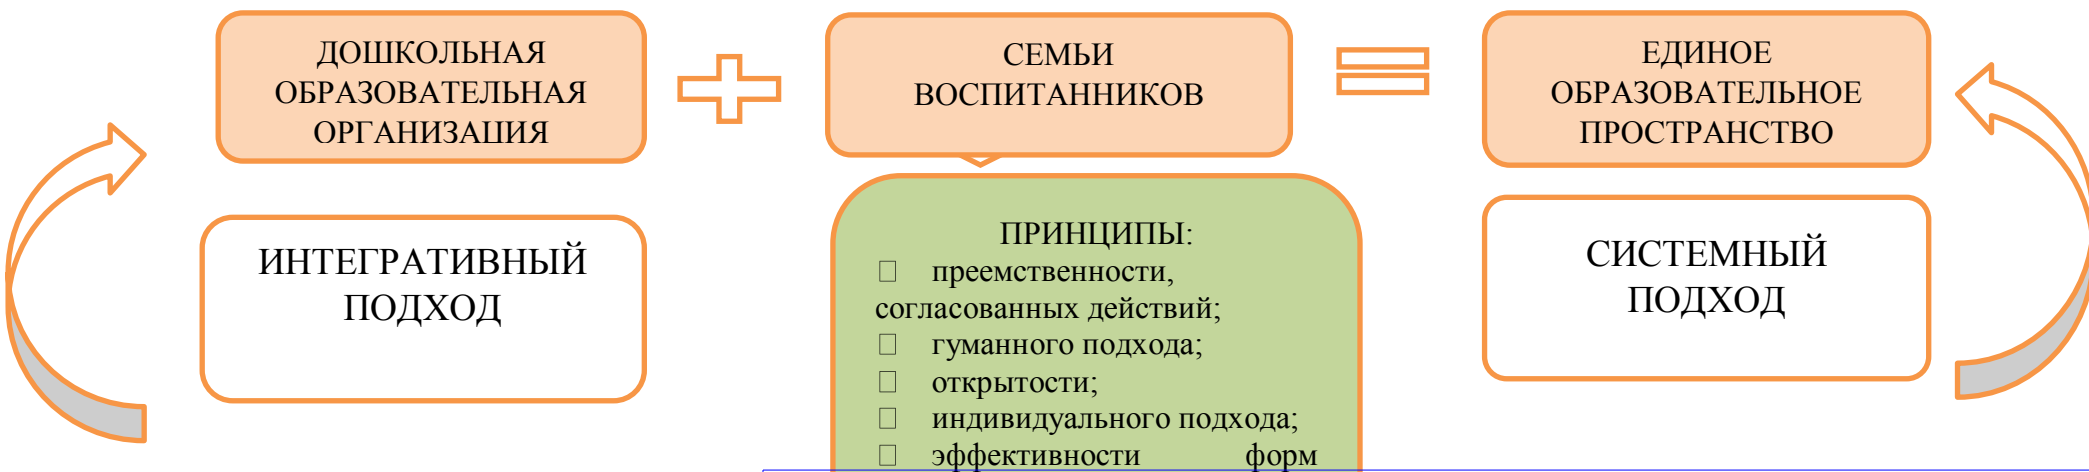 ДОШКОЛЬНАЯ
ОБРАЗОВАТЕЛЬНАЯ
ОРГАНИЗАЦИЯ
СЕМЬИ
ВОСПИТАННИКОВ
ЕДИНОЕ
ОБРАЗОВАТЕЛЬНОЕ
ПРОСТРАНСТВО
ИНТЕГРАТИВНЫЙ
ПОДХОД
ПРИНЦИПЫ:
преемственности,
согласованных действий;
гуманного подхода;
открытости;
индивидуального подхода;
эффективности форм
СИСТЕМНЫЙ
ПОДХОД